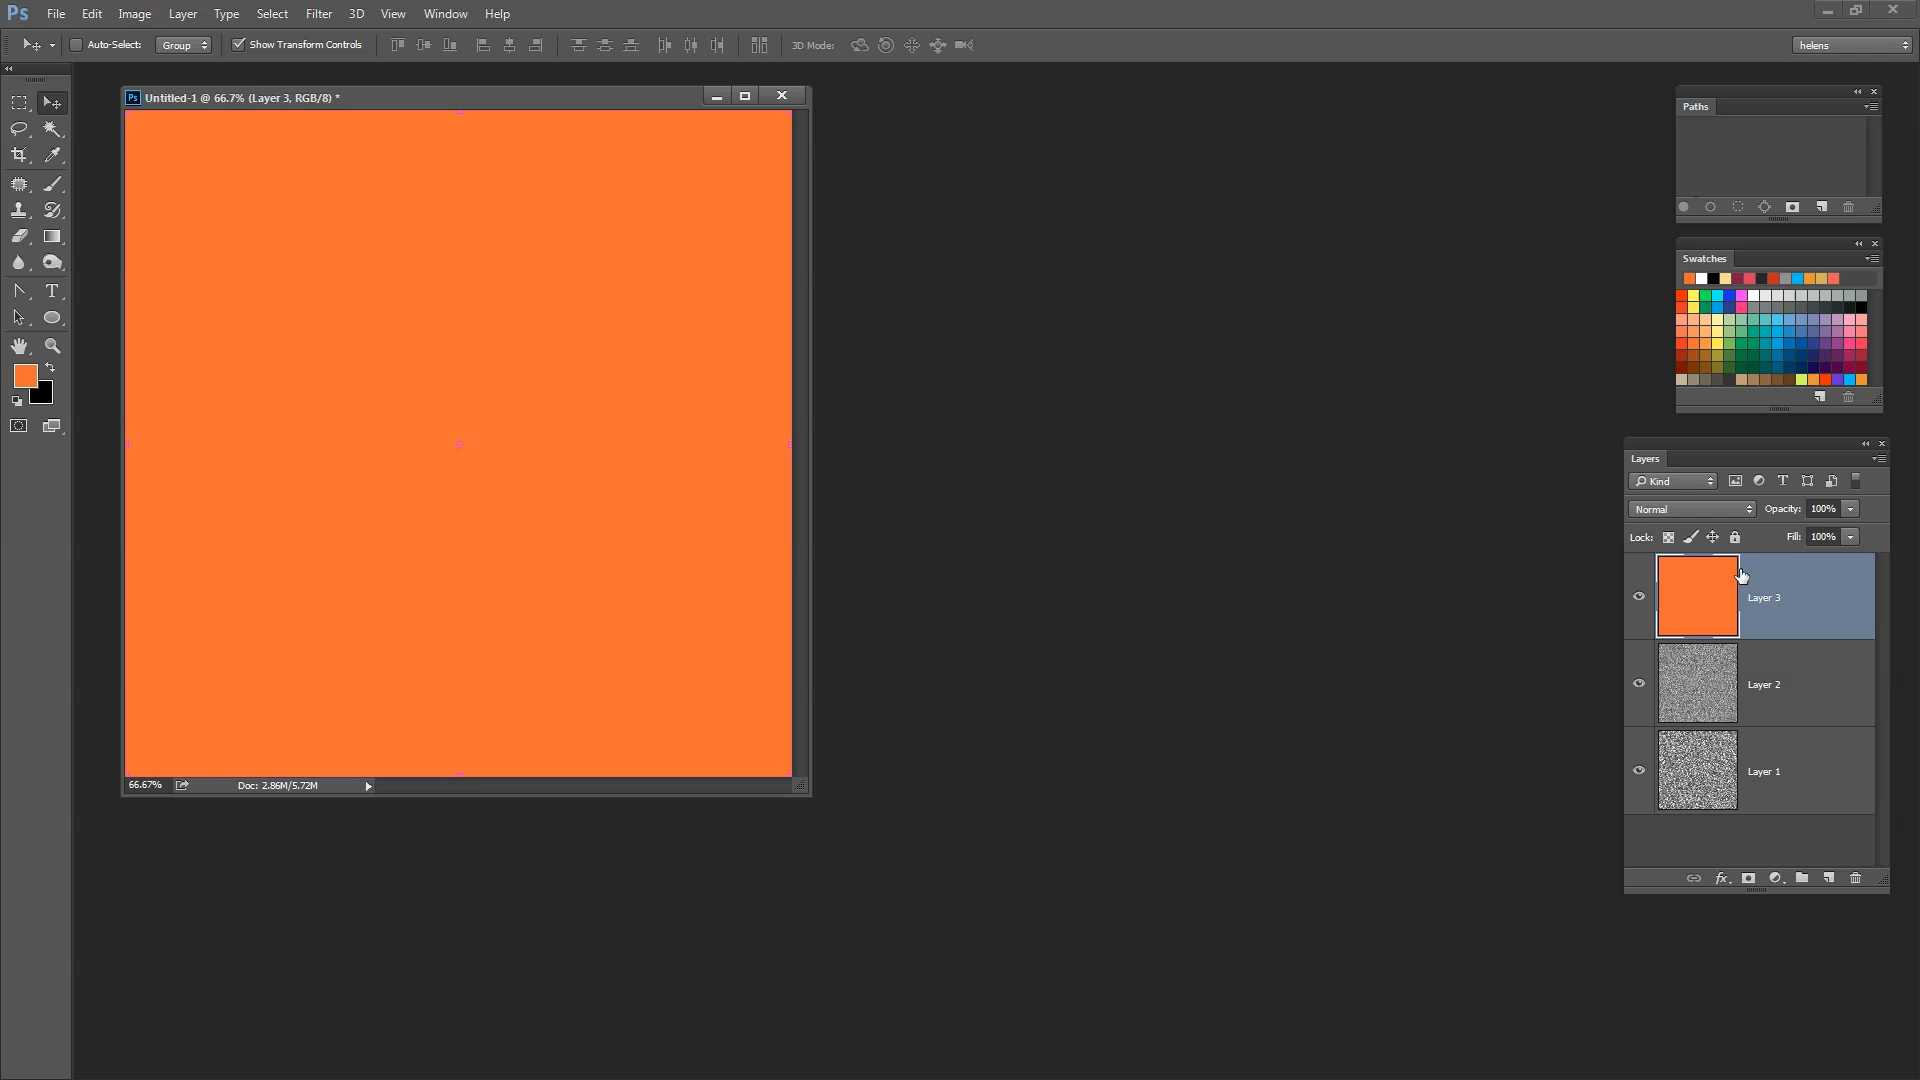 Ps File Edit Image Layer Type Select Filter 3D View Window Help
Auto-Select: Group Show Transform Controls 3D Mode: helens
Ps Untitled-1 @ 66.7% (Layer 3, RGB/8) *
Paths
Swatches
Layers
Kind
Normal Opacity: 100%
Lock: Fill: 100%
Layer 3
Layer 2
Layer 1
fx
66.67% Doc: 2.86M/5.72M